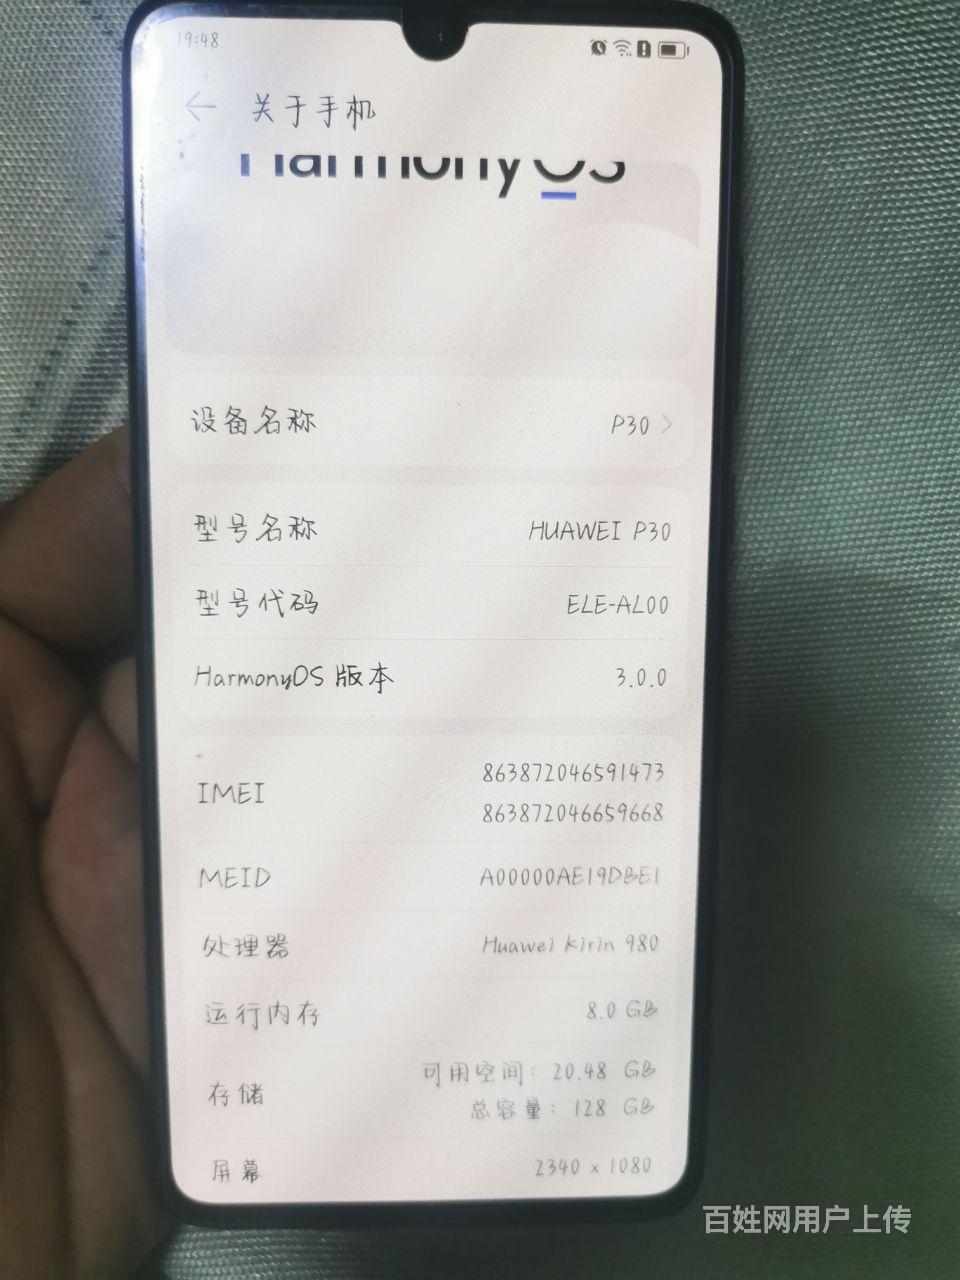 19:48
关于手机
HarmonyOS
设备名称 P30
型号名称 HUAWEI P30
型号代码 ELE-AL00
HarmonyOS 版本 3.0.0
IMEI 863872046591473
863872046659668
MEID A00000AE19DBE1
处理器 Huawei Kirin 980
运行内存 8.0 GB
存储 可用空间: 20.48 GB
总容量: 128 GB
屏幕 2340 x 1080
百姓网用户上传